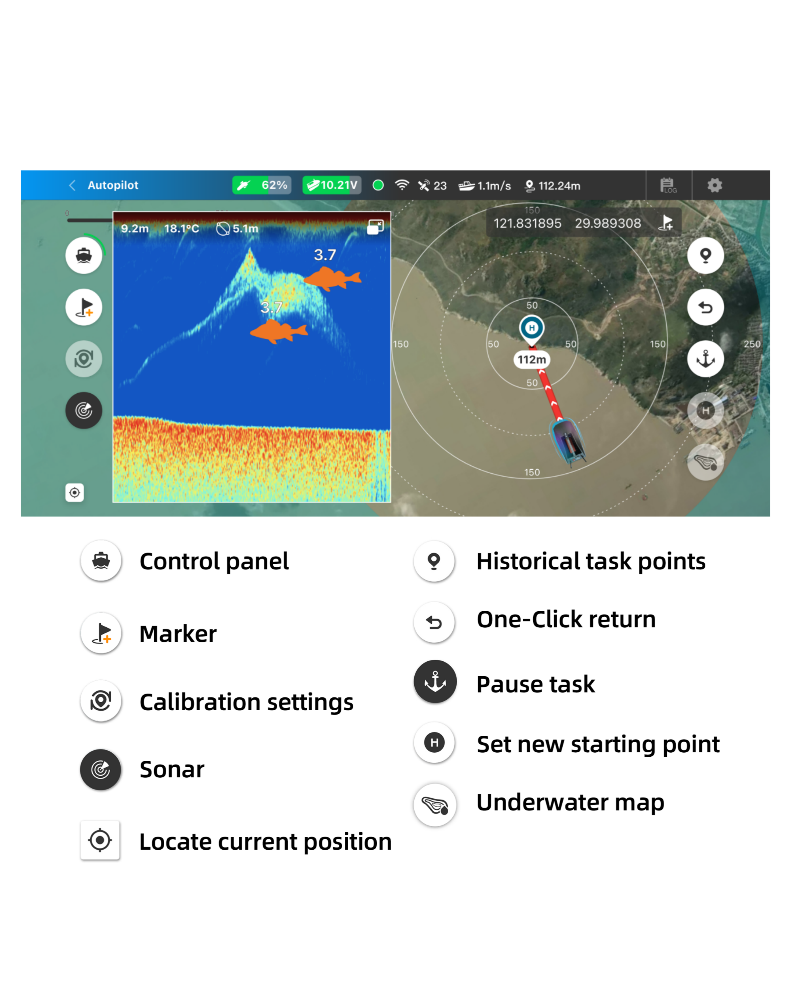 Autopilot 62% 10.21V 23 1.1m/s 112.24m LOG
0
9.2m 18.1°C 5.1m
3.7
3.7
150
121.831895 29.989308
50
H
150 50 50 150 250
112m
50
H
150
Control panel
Marker
Calibration settings
Sonar
Locate current position
Historical task points
One-Click return
Pause task
H
Set new starting point
Underwater map